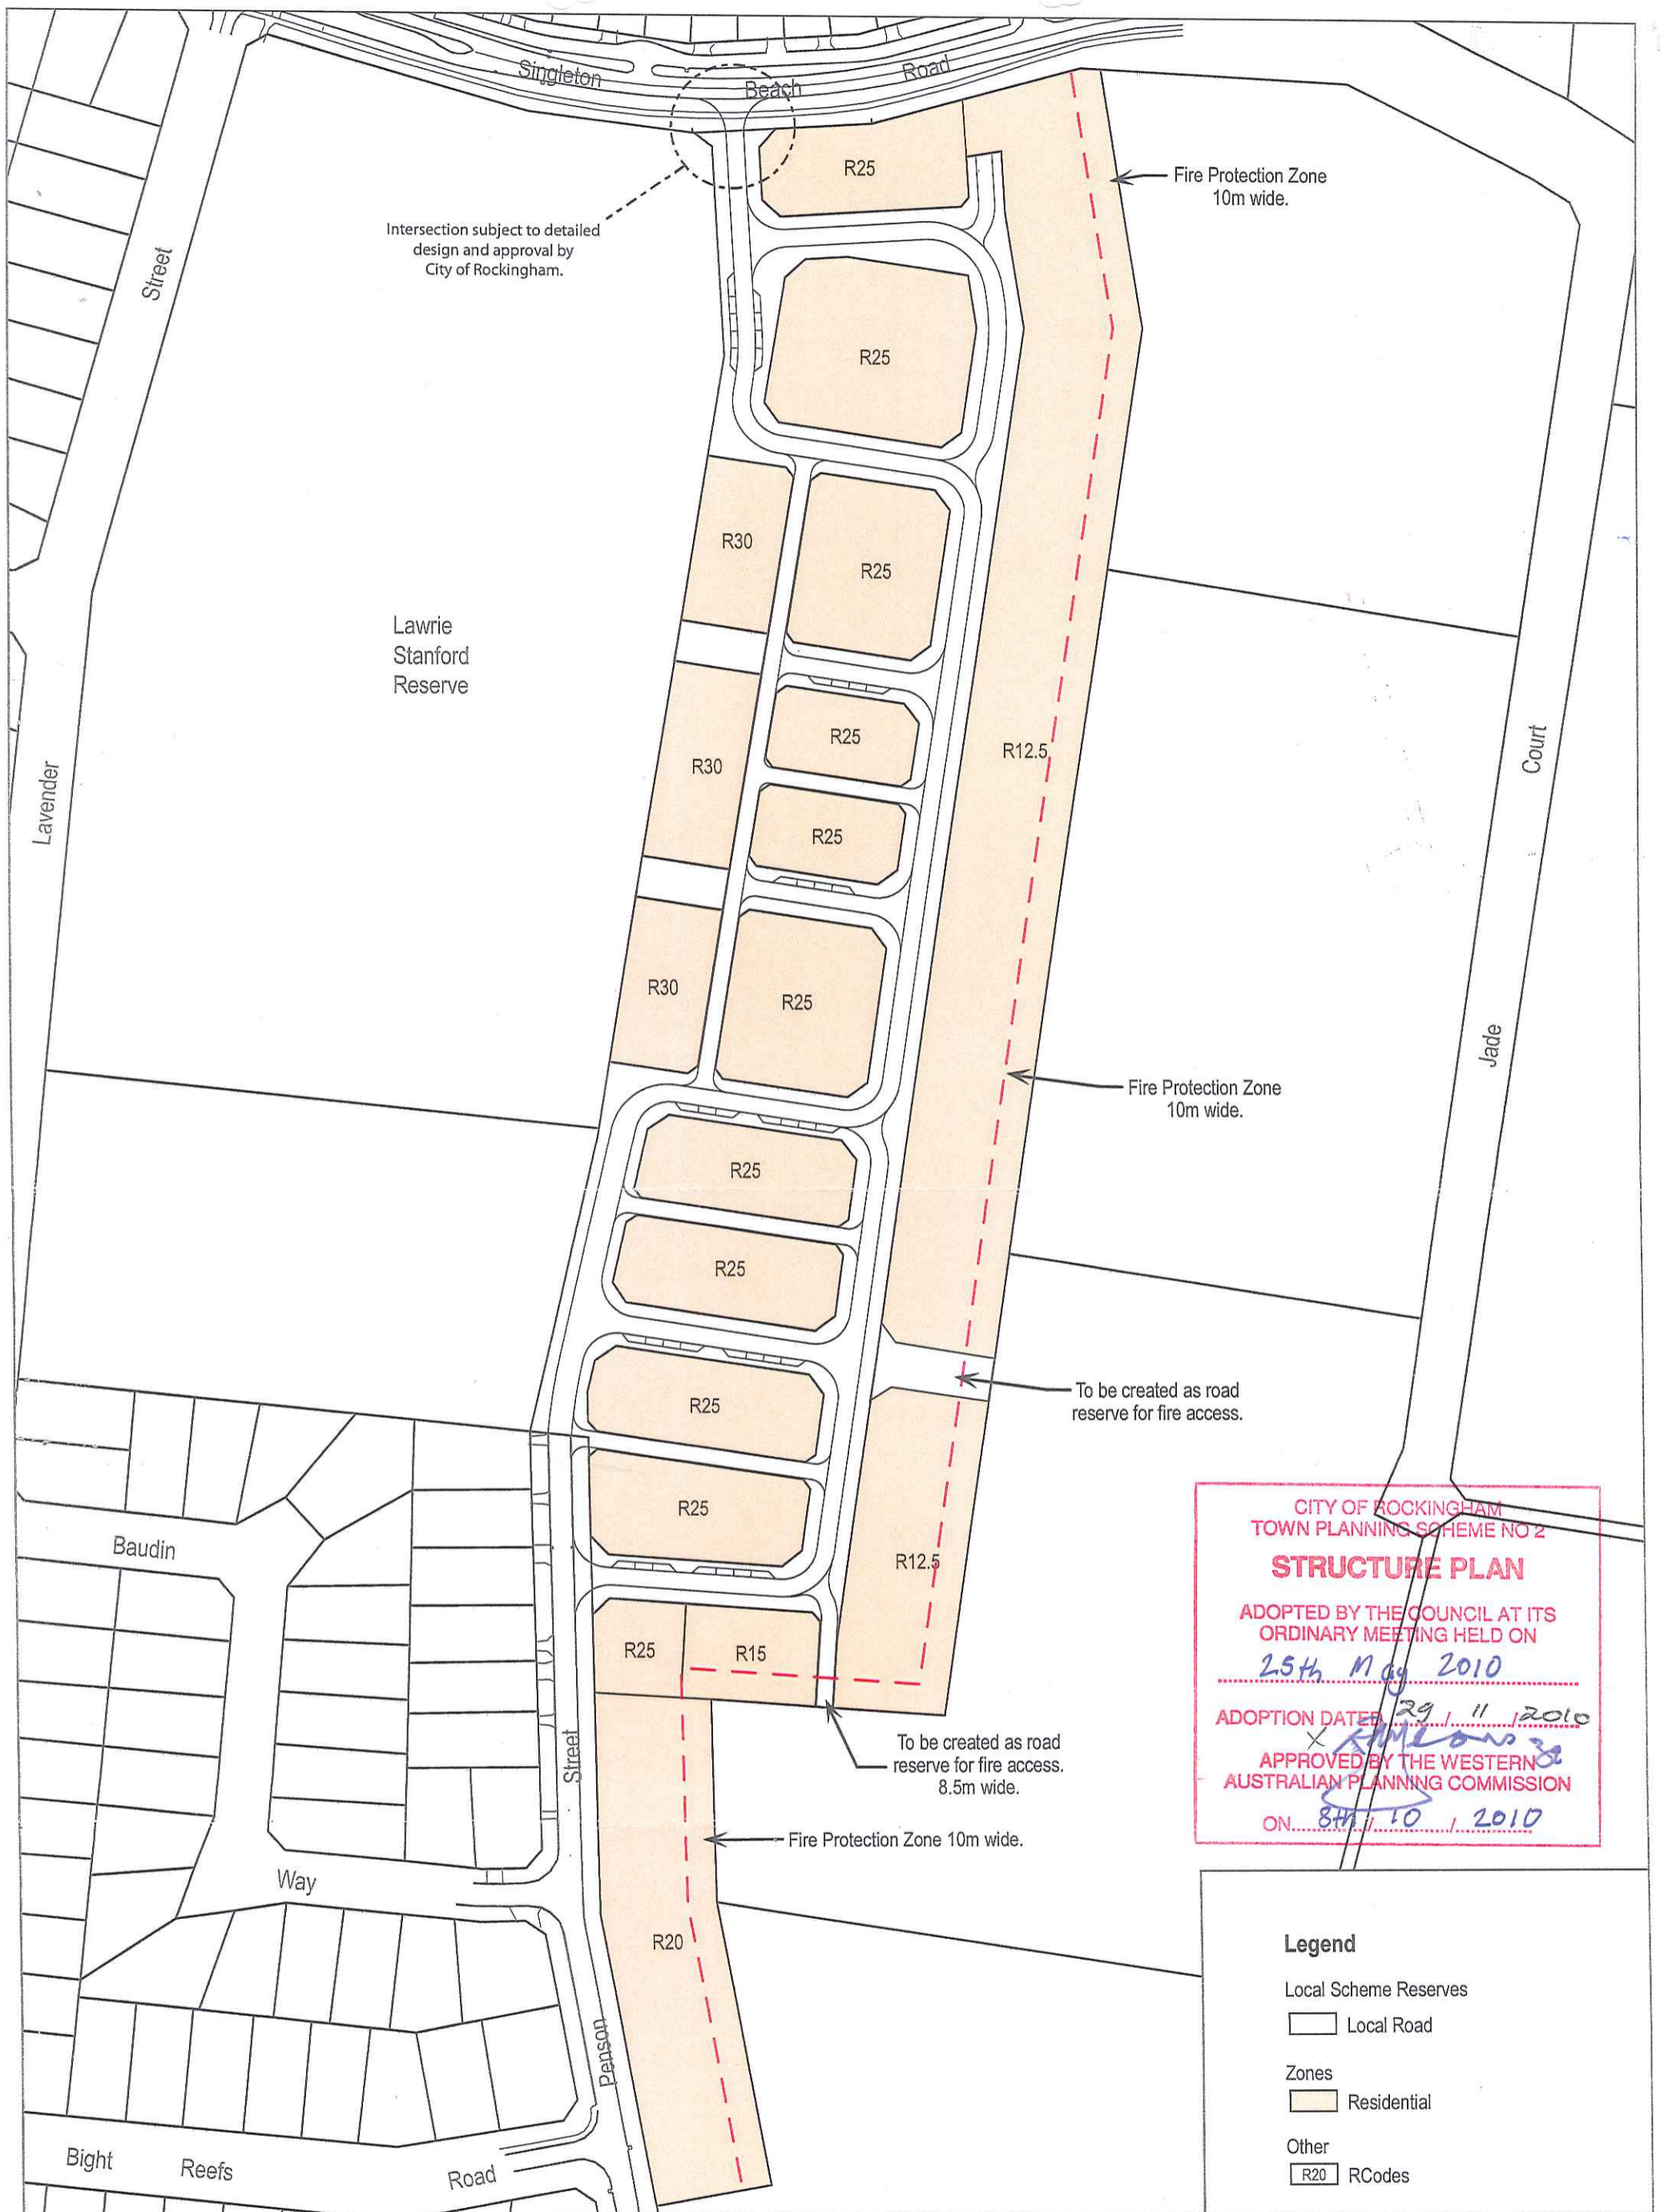 Singleton
Beach
Road
R25
Fire Protection Zone
10m wide.
Intersection subject to detailed
design and approval by
City of Rockingham.
Street
R25
R30
R25
Lawrie
Stanford
Reserve
R25
R12.5
Court
R30
Lavender
R25
R30
R25
Jade
Fire Protection Zone
10m wide.
R25
R25
To be created as road
reserve for fire access.
R25
R25
Baudin
R12.5
R25
R15
Street
To be created as road
reserve for fire access.
8.5m wide.
Fire Protection Zone 10m wide.
Way
R20
Penson
Bight
Reefs
Road
CITY OF ROCKINGHAM
TOWN PLANNING SCHEME NO 2
STRUCTURE PLAN
ADOPTED BY THE COUNCIL AT ITS
ORDINARY MEETING HELD ON
25th May 2010
ADOPTION DATED 29 / 11 / 2010
APPROVED BY THE WESTERN
AUSTRALIAN PLANNING COMMISSION
ON 8th / 10 / 2010
Legend
Local Scheme Reserves
Local Road
Zones
Residential
Other
R20 RCodes